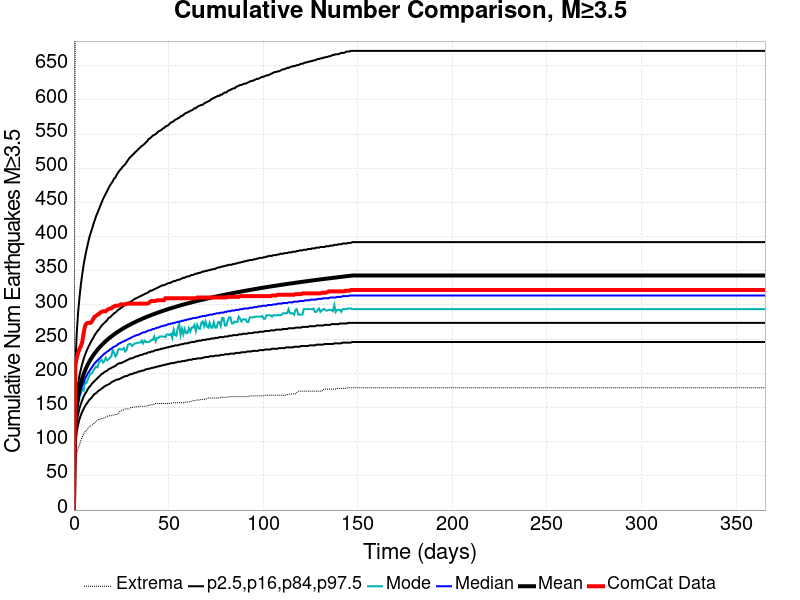 Cumulative Number Comparison, M≥3.5
Cumulative Num Earthquakes M≥3.5
650
600
550
500
450
400
350
300
250
200
150
100
50
0
0 50 100 150 200 250 300 350
Time (days)
Extrema p2.5,p16,p84,p97.5 Mode Median Mean ComCat Data